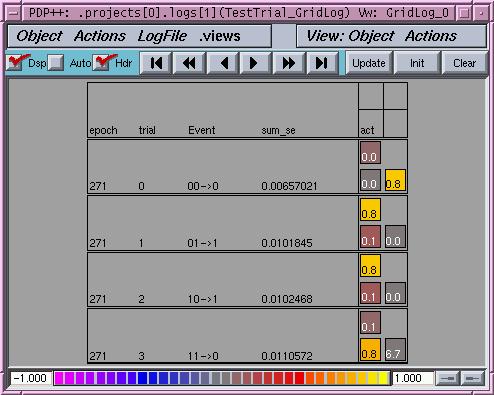 PDP++: .projects[0].logs[1](TestTrial_GridLog) Vw: GridLog_0
Object Actions LogFile .views View: Object Actions
Dsp Auto Hdr Update Init Clear
epoch trial Event sum_se act
0.0
271 0 00->0 0.00657021 0.0 0.8
0.8
271 1 01->1 0.0101845 0.1 0.0
0.8
271 2 10->1 0.0102468 0.1 0.0
0.1
271 3 11->0 0.0110572 0.8 6.7
-1.000 1.000